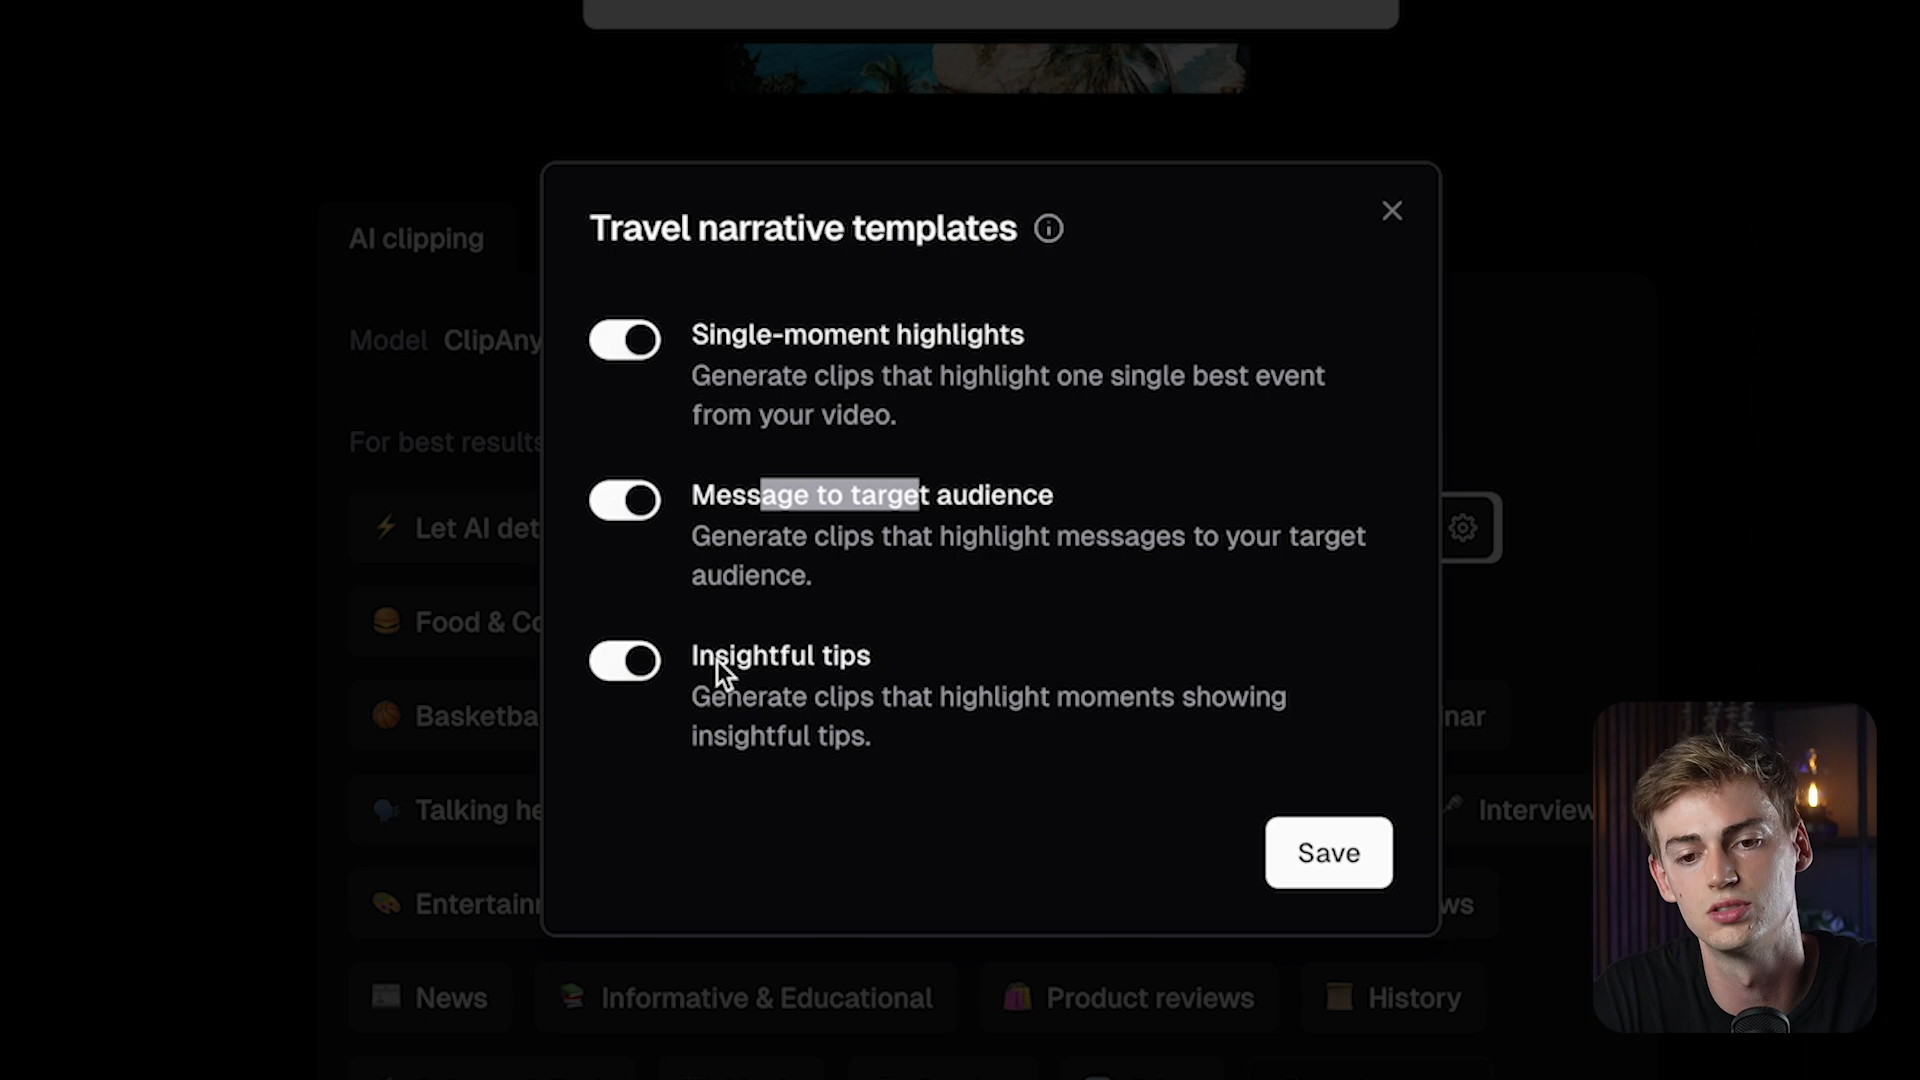 Travel narrative templates
AI clipping
Single-moment highlights
Model ClipAny
Generate clips that highlight one single best event
from your video.
For best results
Message to target audience
Let AI det
Generate clips that highlight messages to your target
audience.
Food & Co
Insightful tips
Generate clips that highlight moments showing
Basketba
nar
insightful tips.
Talking he
Interview
Save
Entertainn
ws
News
Informative & Educational
Product reviews
History